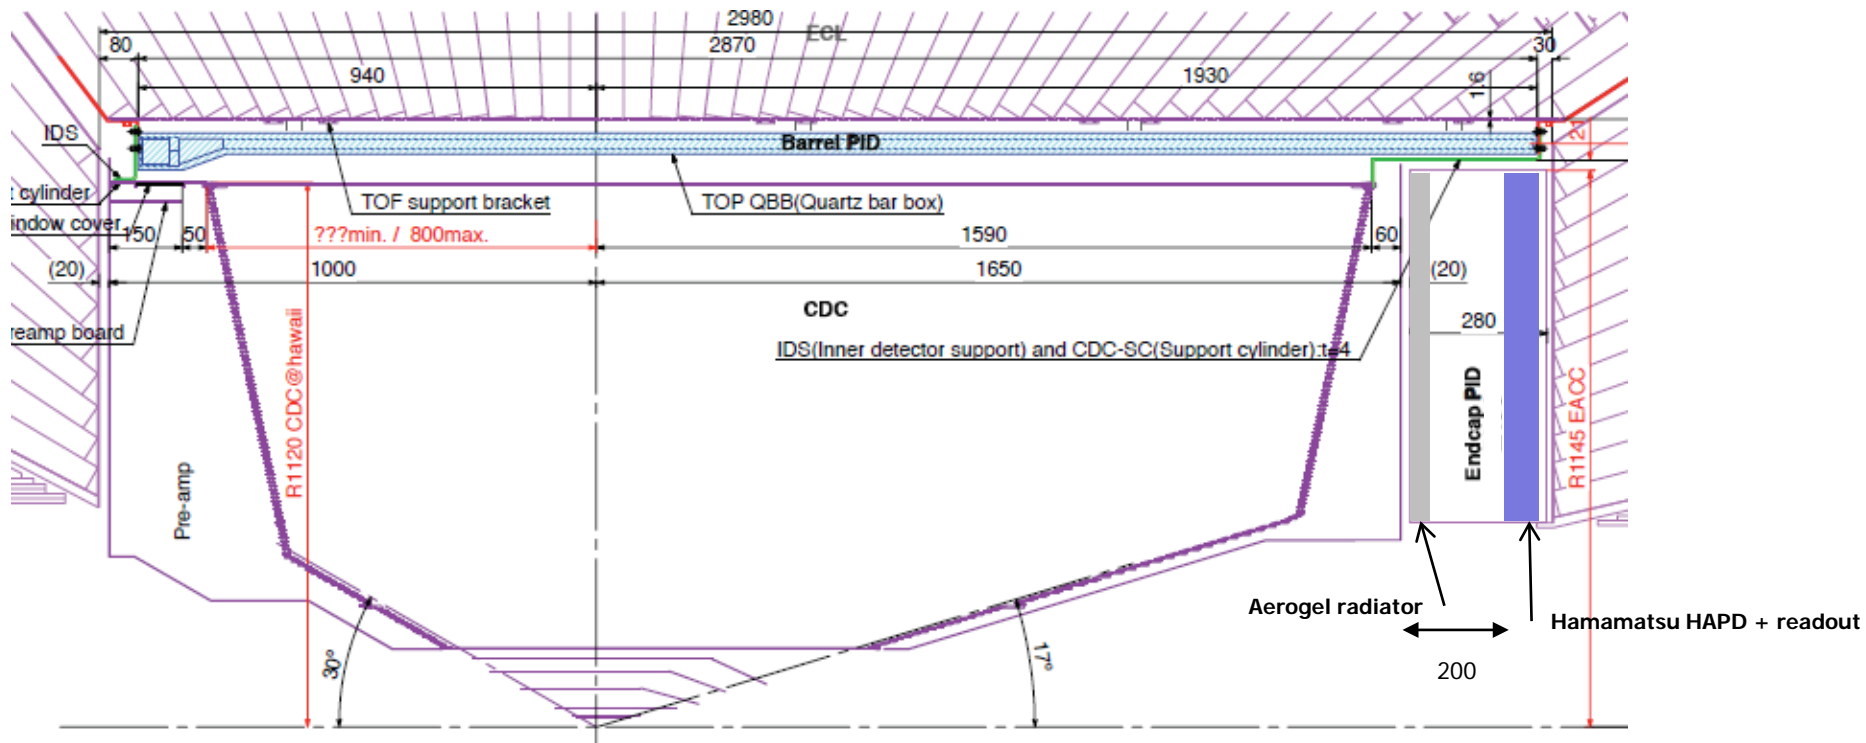 2980
ECL
80
2870
30
940
1930
1.6
IDS
Barrel PID
21
t cylinder
TOF support bracket
TOP QBB(Quartz bar box)
indow cover
150
50
???min. / 800max.
1590
60
(20)
1000
1650
(20)
CDC
reamp board
280
IDS(Inner detector support) and CDC-SC(Support cylinder):t=4
R1120 CDC@hawaii
Endcap PID
R1145 EACC
Pre-amp
Aerogel radiator
Hamamatsu HAPD + readout
30°
17°
200